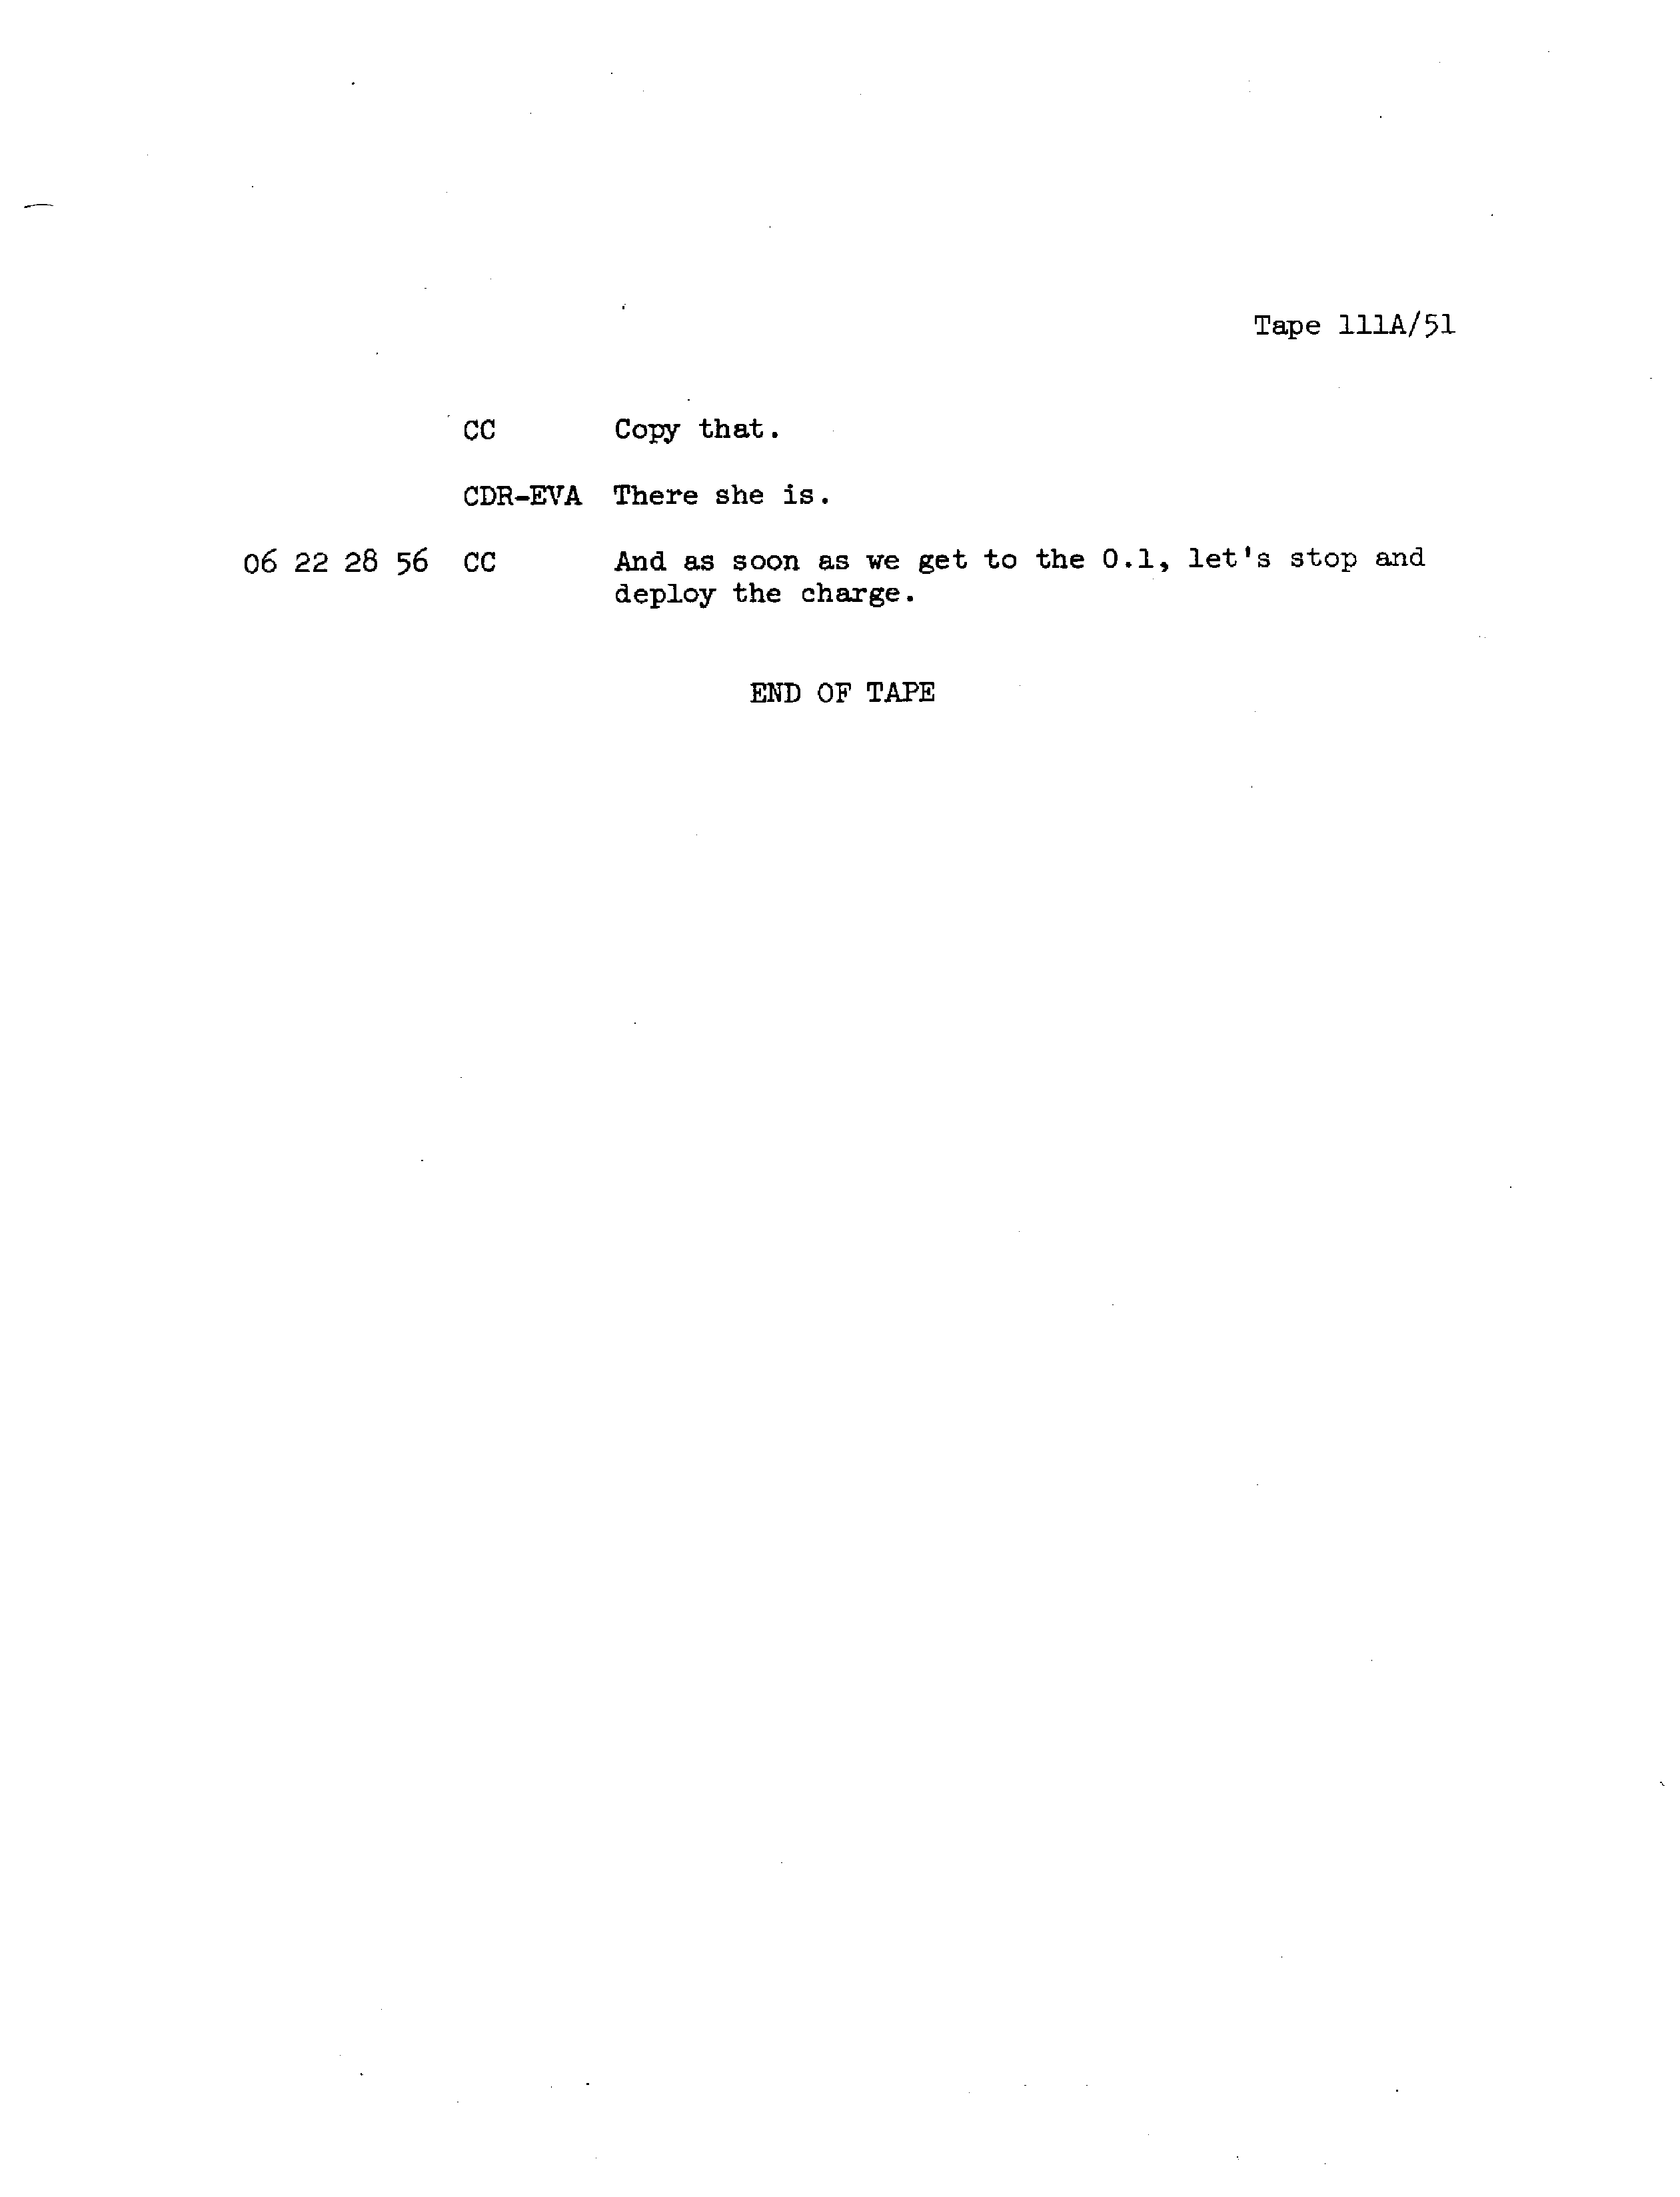 Tape 111A/51
CC Copy that.
CDR-EVA There she is.
06 22 28 56 CC And as soon as we get to the 0.1, let's stop and
deploy the charge.
END OF TAPE